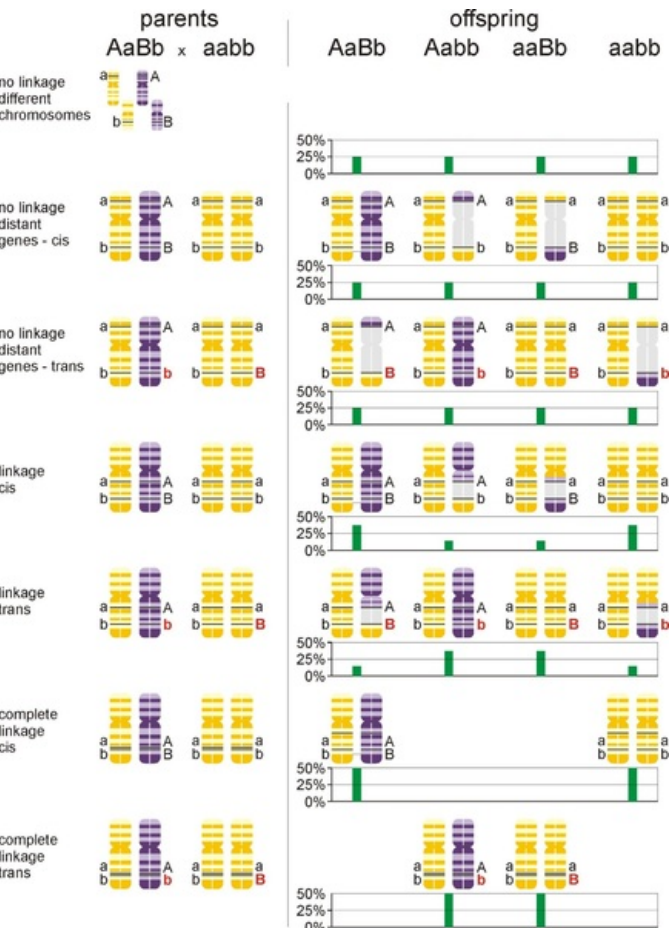 parents offspring
AaBb x aabb AaBb Aabb aaBb aabb
no linkage
different
chromosomes
a A
b B
50%
25%
0%
no linkage
distant
genes - cis
a A a a a A a A a a a a
b B b b b B b b b B b b
50%
25%
0%
no linkage
distant
genes - trans
a A a a a A a A a a a a
b b b B b B b b b B b b
50%
25%
0%
linkage
cis
a A a a a A a A a a a a
b B b b b B b b b B b b
50%
25%
0%
linkage
trans
a A a a a A a A a a a a
b b b B b B b b b B b b
50%
25%
0%
complete
linkage
cis
a A a a a A a a
b B b b b B b b
50%
25%
0%
complete
linkage
trans
a A a a a A a a
b b b B b b b B
50%
25%
0%